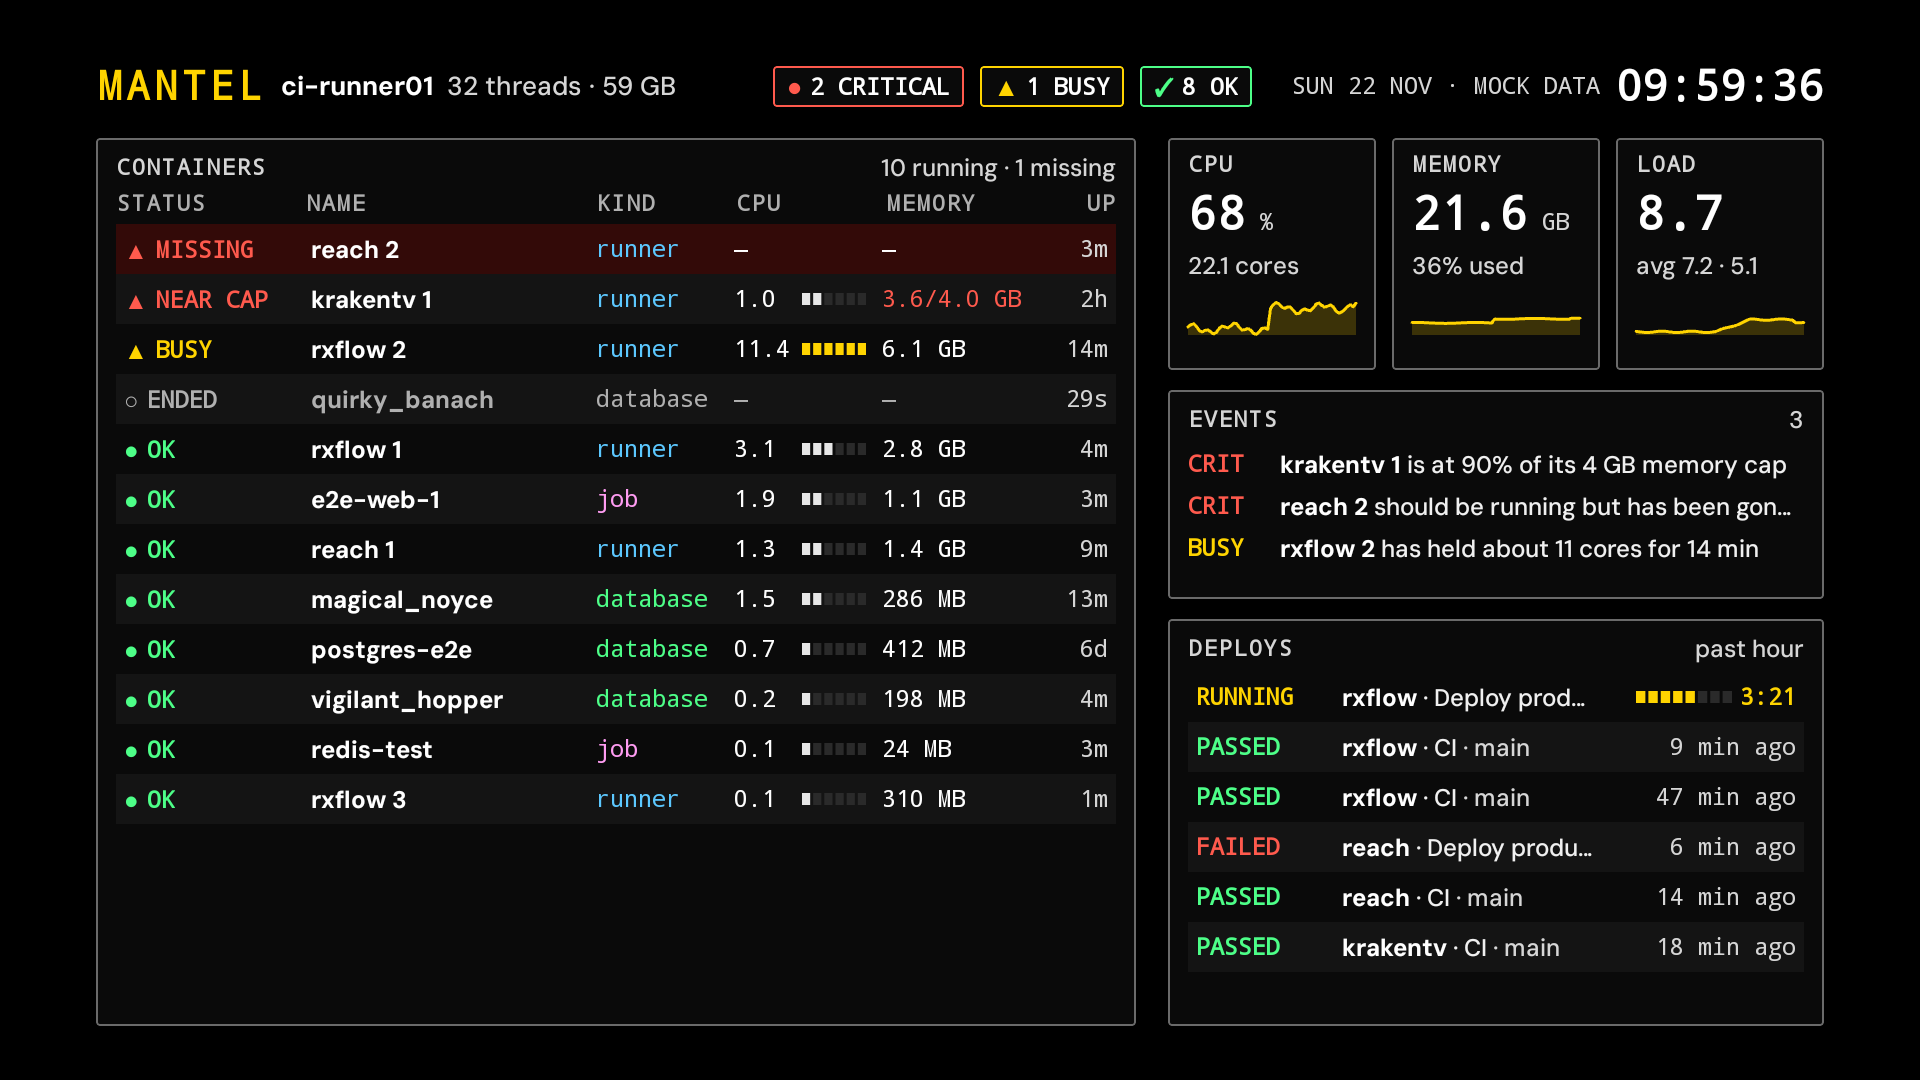 MANTEL ci-runner01 32 threads · 59 GB ● 2 CRITICAL ▲ 1 BUSY ✓ 8 OK SUN 22 NOV · MOCK DATA 09:59:36
CONTAINERS 10 running · 1 missing
STATUS NAME KIND CPU MEMORY UP
▲ MISSING reach 2 runner — — 3m
▲ NEAR CAP krakentv 1 runner 1.0 3.6/4.0 GB 2h
▲ BUSY rxflow 2 runner 11.4 6.1 GB 14m
○ ENDED quirky_banach database — — 29s
● OK rxflow 1 runner 3.1 2.8 GB 4m
● OK e2e-web-1 job 1.9 1.1 GB 3m
● OK reach 1 runner 1.3 1.4 GB 9m
● OK magical_noyce database 1.5 286 MB 13m
● OK postgres-e2e database 0.7 412 MB 6d
● OK vigilant_hopper database 0.2 198 MB 4m
● OK redis-test job 0.1 24 MB 3m
● OK rxflow 3 runner 0.1 310 MB 1m
CPU
68 %
22.1 cores
MEMORY
21.6 GB
36% used
LOAD
8.7
avg 7.2 · 5.1
EVENTS 3
CRIT krakentv 1 is at 90% of its 4 GB memory cap
CRIT reach 2 should be running but has been gon…
BUSY rxflow 2 has held about 11 cores for 14 min
DEPLOYS past hour
RUNNING rxflow · Deploy prod… 3:21
PASSED rxflow · CI · main 9 min ago
PASSED rxflow · CI · main 47 min ago
FAILED reach · Deploy produ… 6 min ago
PASSED reach · CI · main 14 min ago
PASSED krakentv · CI · main 18 min ago